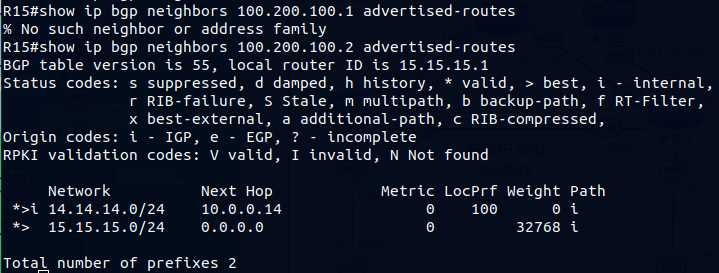 R15#show ip bgp neighbors 100.200.100.1 advertised-routes
% No such neighbor or address family
R15#show ip bgp neighbors 100.200.100.2 advertised-routes
BGP table version is 55, local router ID is 15.15.15.1
Status codes: s suppressed, d damped, h history, * valid, > best, i - internal,
              r RIB-failure, S Stale, m multipath, b backup-path, f RT-Filter,
              x best-external, a additional-path, c RIB-compressed,
Origin codes: i - IGP, e - EGP, ? - incomplete
RPKI validation codes: V valid, I invalid, N Not found
     Network          Next Hop            Metric LocPrf Weight Path
 *>i 14.14.14.0/24    10.0.0.14                0    100      0 i
 *>  15.15.15.0/24    0.0.0.0                  0         32768 i
Total number of prefixes 2